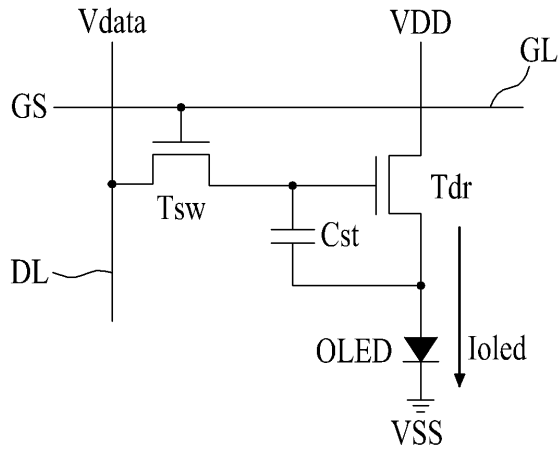 Vdata
VDD
GL
GS
Tsw
Tdr
Cst
DL
OLED
Ioled
VSS